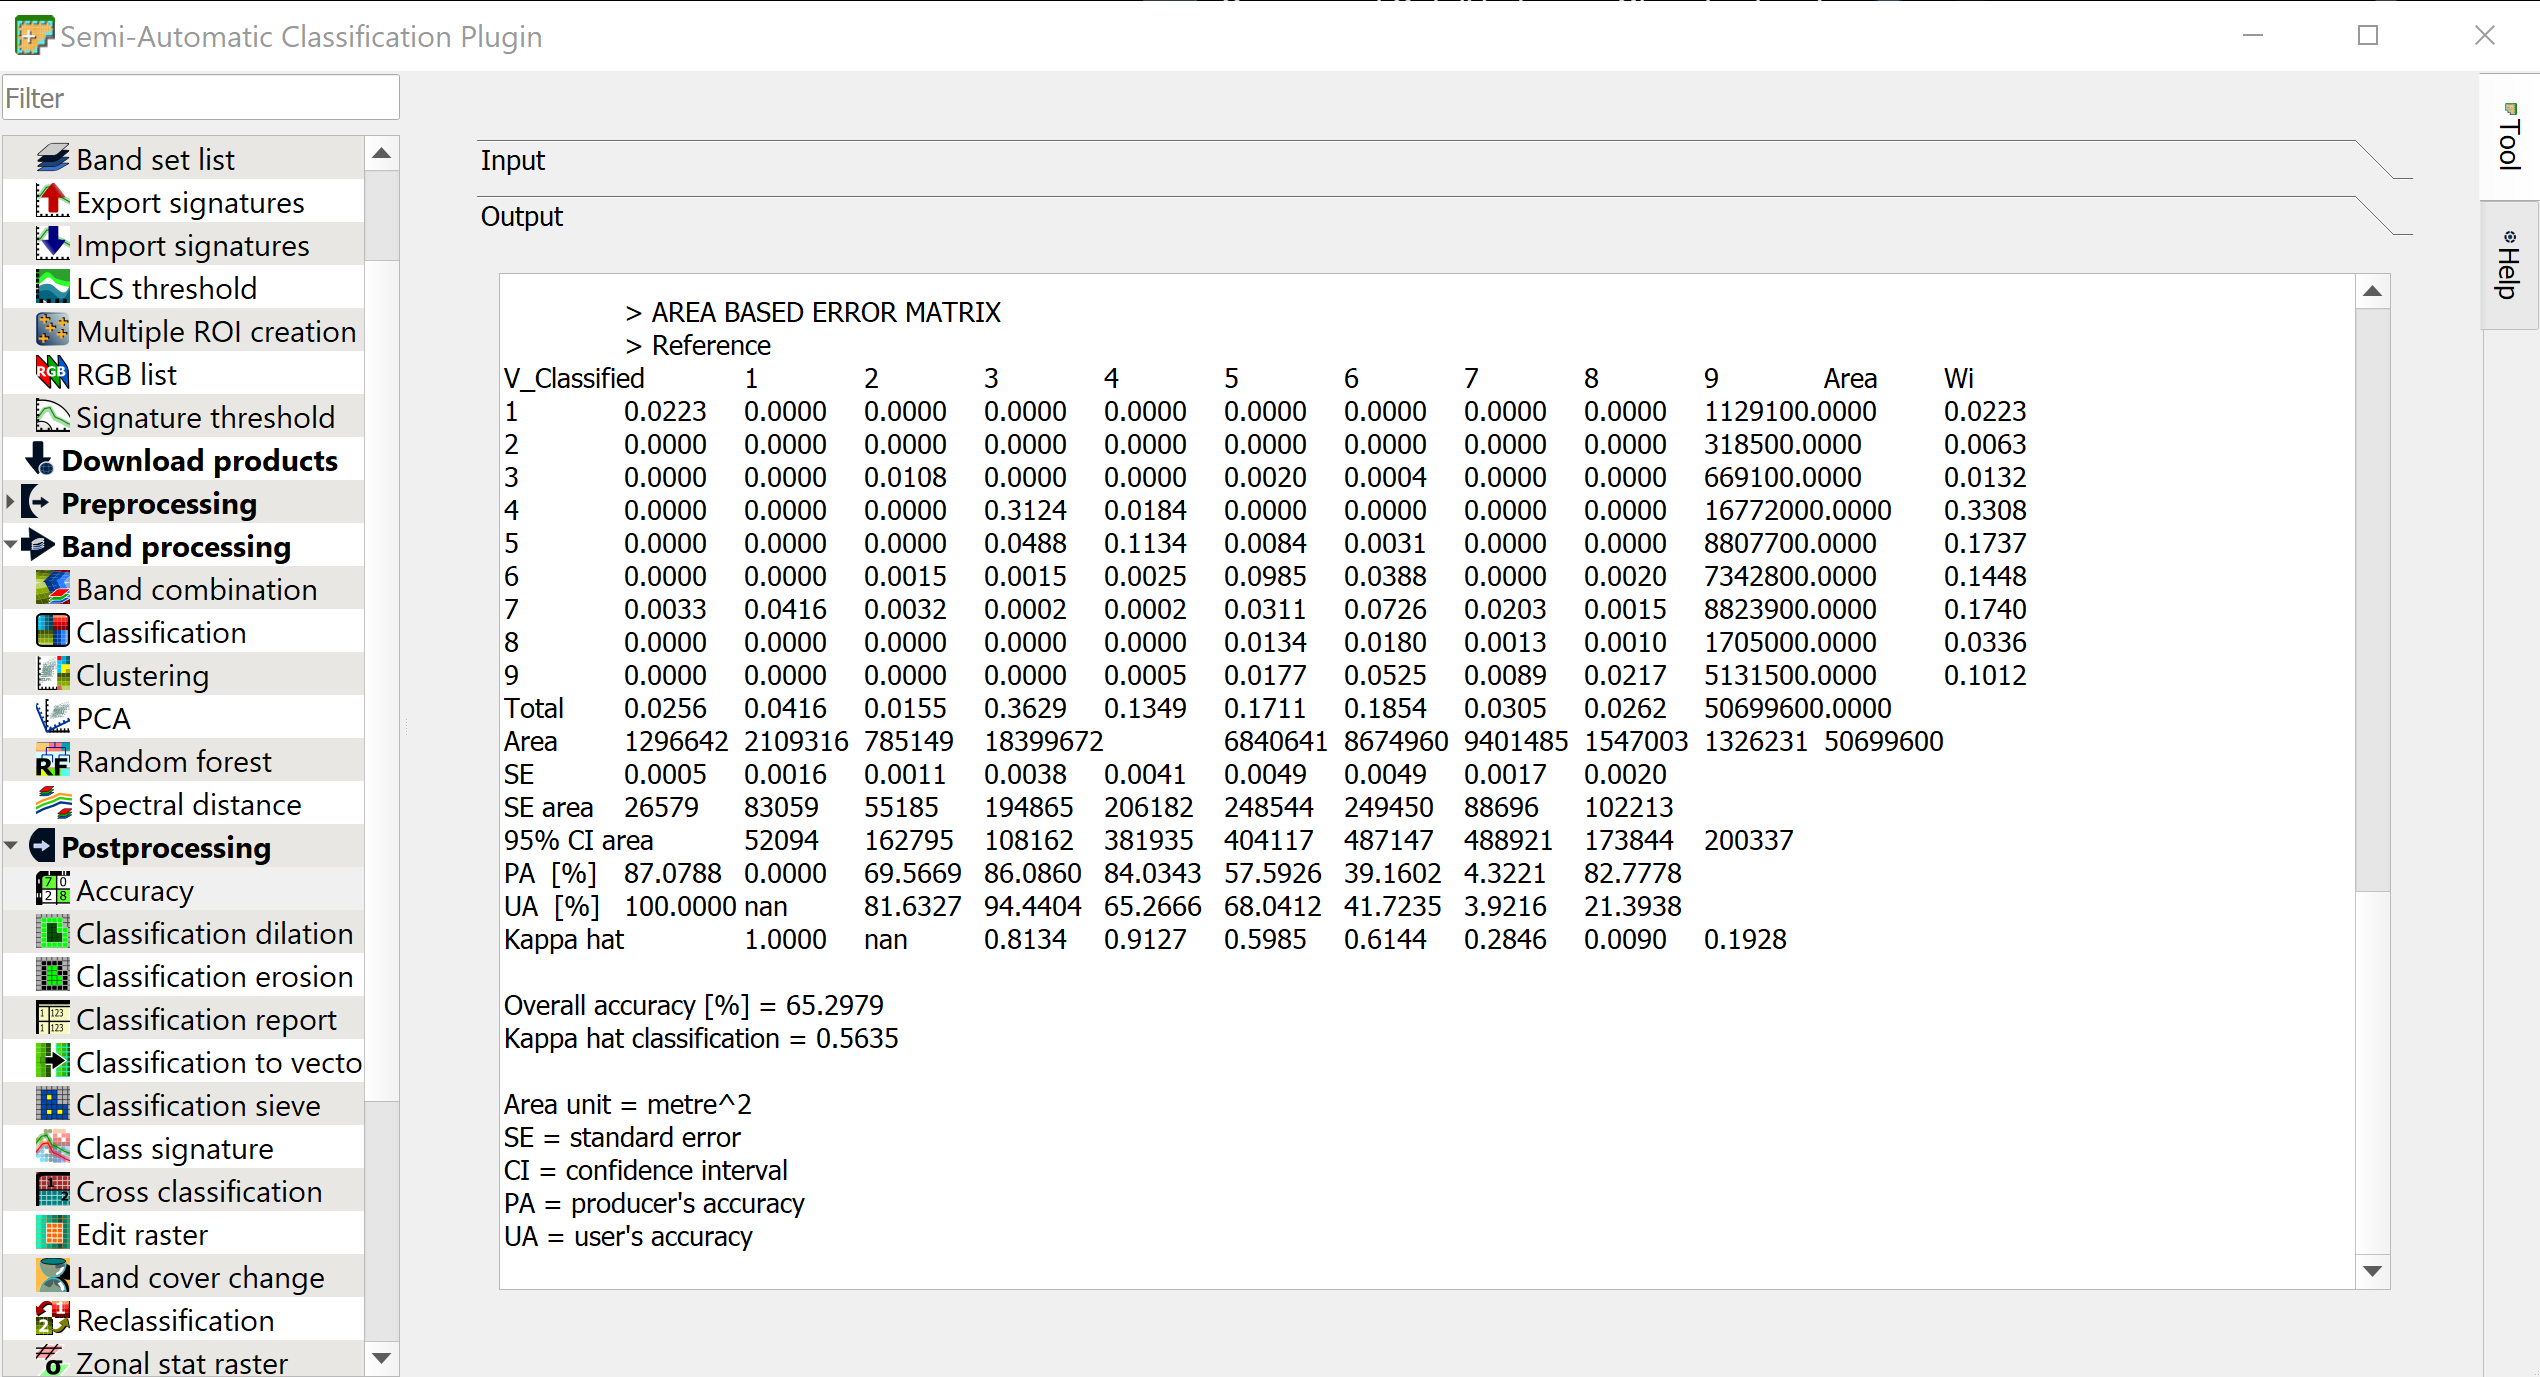 Semi-Automatic Classification Plugin
Filter
Band set list
Export signatures
Import signatures
LCS threshold
Multiple ROI creation
RGB list
Signature threshold
Download products
Preprocessing
Band processing
Band combination
Classification
Clustering
PCA
Random forest
Spectral distance
Postprocessing
Accuracy
Classification dilation
Classification erosion
Classification report
Classification to vecto
Classification sieve
Class signature
Cross classification
Edit raster
Land cover change
Reclassification
Zonal stat raster
Input
Output
> AREA BASED ERROR MATRIX
> Reference
V_Classified 1 2 3 4 5 6 7 8 9 Area Wi
1 0.0223 0.0000 0.0000 0.0000 0.0000 0.0000 0.0000 0.0000 0.0000 1129100.0000 0.0223
2 0.0000 0.0000 0.0000 0.0000 0.0000 0.0000 0.0000 0.0000 0.0000 318500.0000 0.0063
3 0.0000 0.0000 0.0108 0.0000 0.0000 0.0020 0.0004 0.0000 0.0000 669100.0000 0.0132
4 0.0000 0.0000 0.0000 0.3124 0.0184 0.0000 0.0000 0.0000 0.0000 16772000.0000 0.3308
5 0.0000 0.0000 0.0000 0.0488 0.1134 0.0084 0.0031 0.0000 0.0000 8807700.0000 0.1737
6 0.0000 0.0000 0.0015 0.0015 0.0025 0.0985 0.0388 0.0000 0.0020 7342800.0000 0.1448
7 0.0033 0.0416 0.0032 0.0002 0.0002 0.0311 0.0726 0.0203 0.0015 8823900.0000 0.1740
8 0.0000 0.0000 0.0000 0.0000 0.0000 0.0134 0.0180 0.0013 0.0010 1705000.0000 0.0336
9 0.0000 0.0000 0.0000 0.0000 0.0005 0.0177 0.0525 0.0089 0.0217 5131500.0000 0.1012
Total 0.0256 0.0416 0.0155 0.3629 0.1349 0.1711 0.1854 0.0305 0.0262 50699600.0000
Area 1296642 2109316 785149 18399672 6840641 8674960 9401485 1547003 1326231 50699600
SE 0.0005 0.0016 0.0011 0.0038 0.0041 0.0049 0.0049 0.0017 0.0020
SE area 26579 83059 55185 194865 206182 248544 249450 88696 102213
95% CI area 52094 162795 108162 381935 404117 487147 488921 173844 200337
PA [%] 87.0788 0.0000 69.5669 86.0860 84.0343 57.5926 39.1602 4.3221 82.7778
UA [%] 100.0000 nan 81.6327 94.4404 65.2666 68.0412 41.7235 3.9216 21.3938
Kappa hat 1.0000 nan 0.8134 0.9127 0.5985 0.6144 0.2846 0.0090 0.1928
Overall accuracy [%] = 65.2979
Kappa hat classification = 0.5635
Area unit = metre^2
SE = standard error
CI = confidence interval
PA = producer's accuracy
UA = user's accuracy
Tool
Help